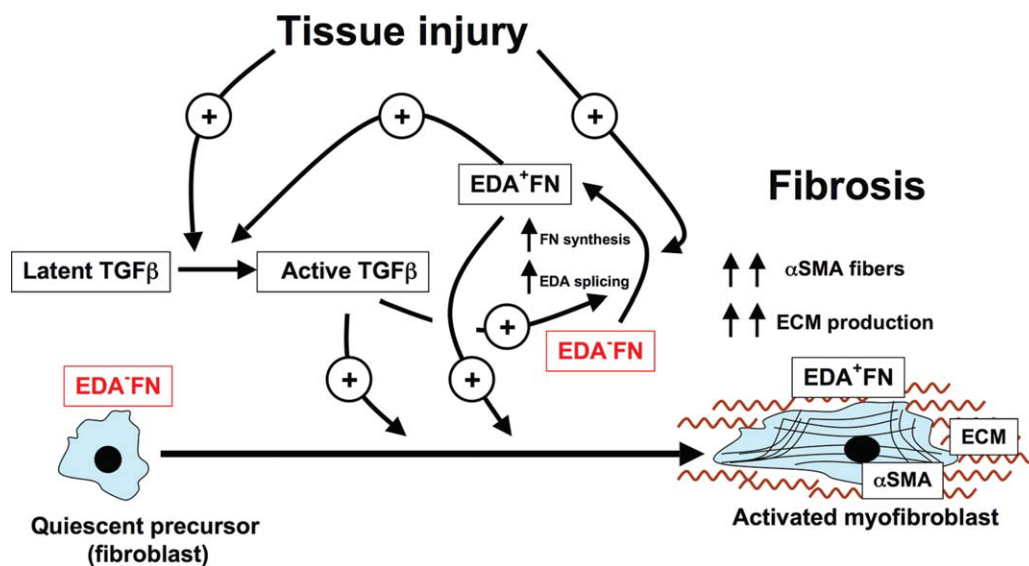 Tissue injury
+
+
+
EDA⁺FN
Fibrosis
FN synthesis
EDA splicing
Latent TGFβ
Active TGFβ
αSMA fibers
+
EDA⁻FN
ECM production
EDA⁻FN
+
+
EDA⁺FN
ECM
αSMA
Quiescent precursor
(fibroblast)
Activated myofibroblast